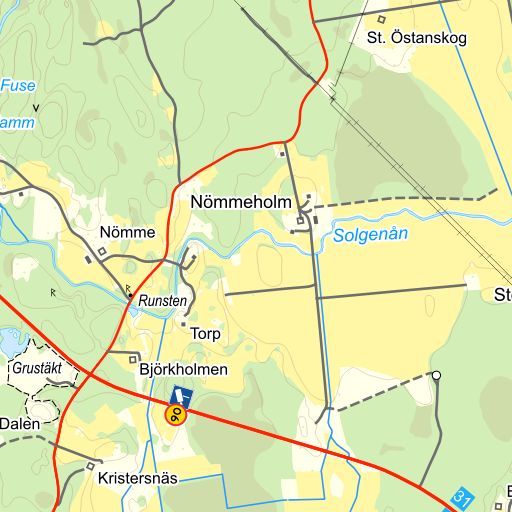 St. Östanskog
Fuse
amm
Nömmeholm
Nömme
Solgenån
R
R
Runsten
St
Torp
Grustäkt
Björkholmen
90
Dalen
Kristersnäs
31